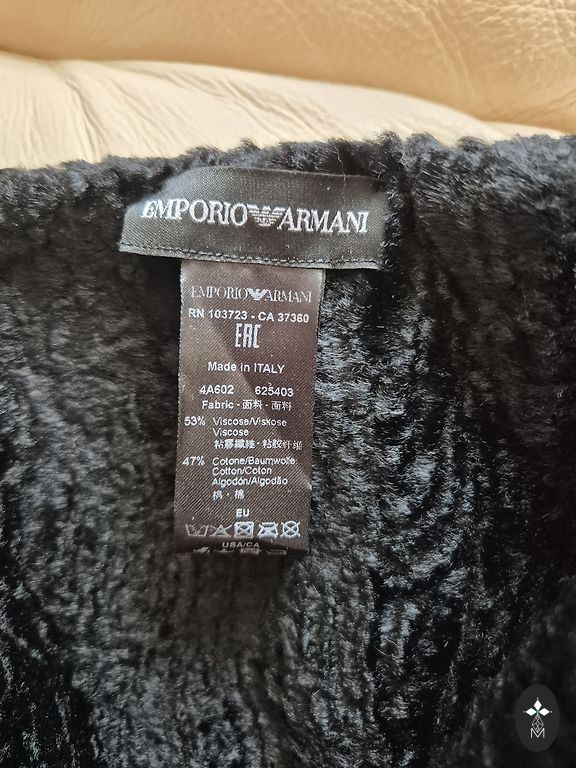 EMPORIO ARMANI
EMPORIO ARMANI
RN 103723 - CA 37360
EAC
Made in ITALY
4A602 625403
Fabric - 面料 - 面料
53% Viscose/Viskose
Viscose
粘膠纖維 - 粘胶纤维
47% Cotone/Baumwolle
Cotton/Coton
Algodón/Algodão
棉 - 棉
EU
USA/CA
M